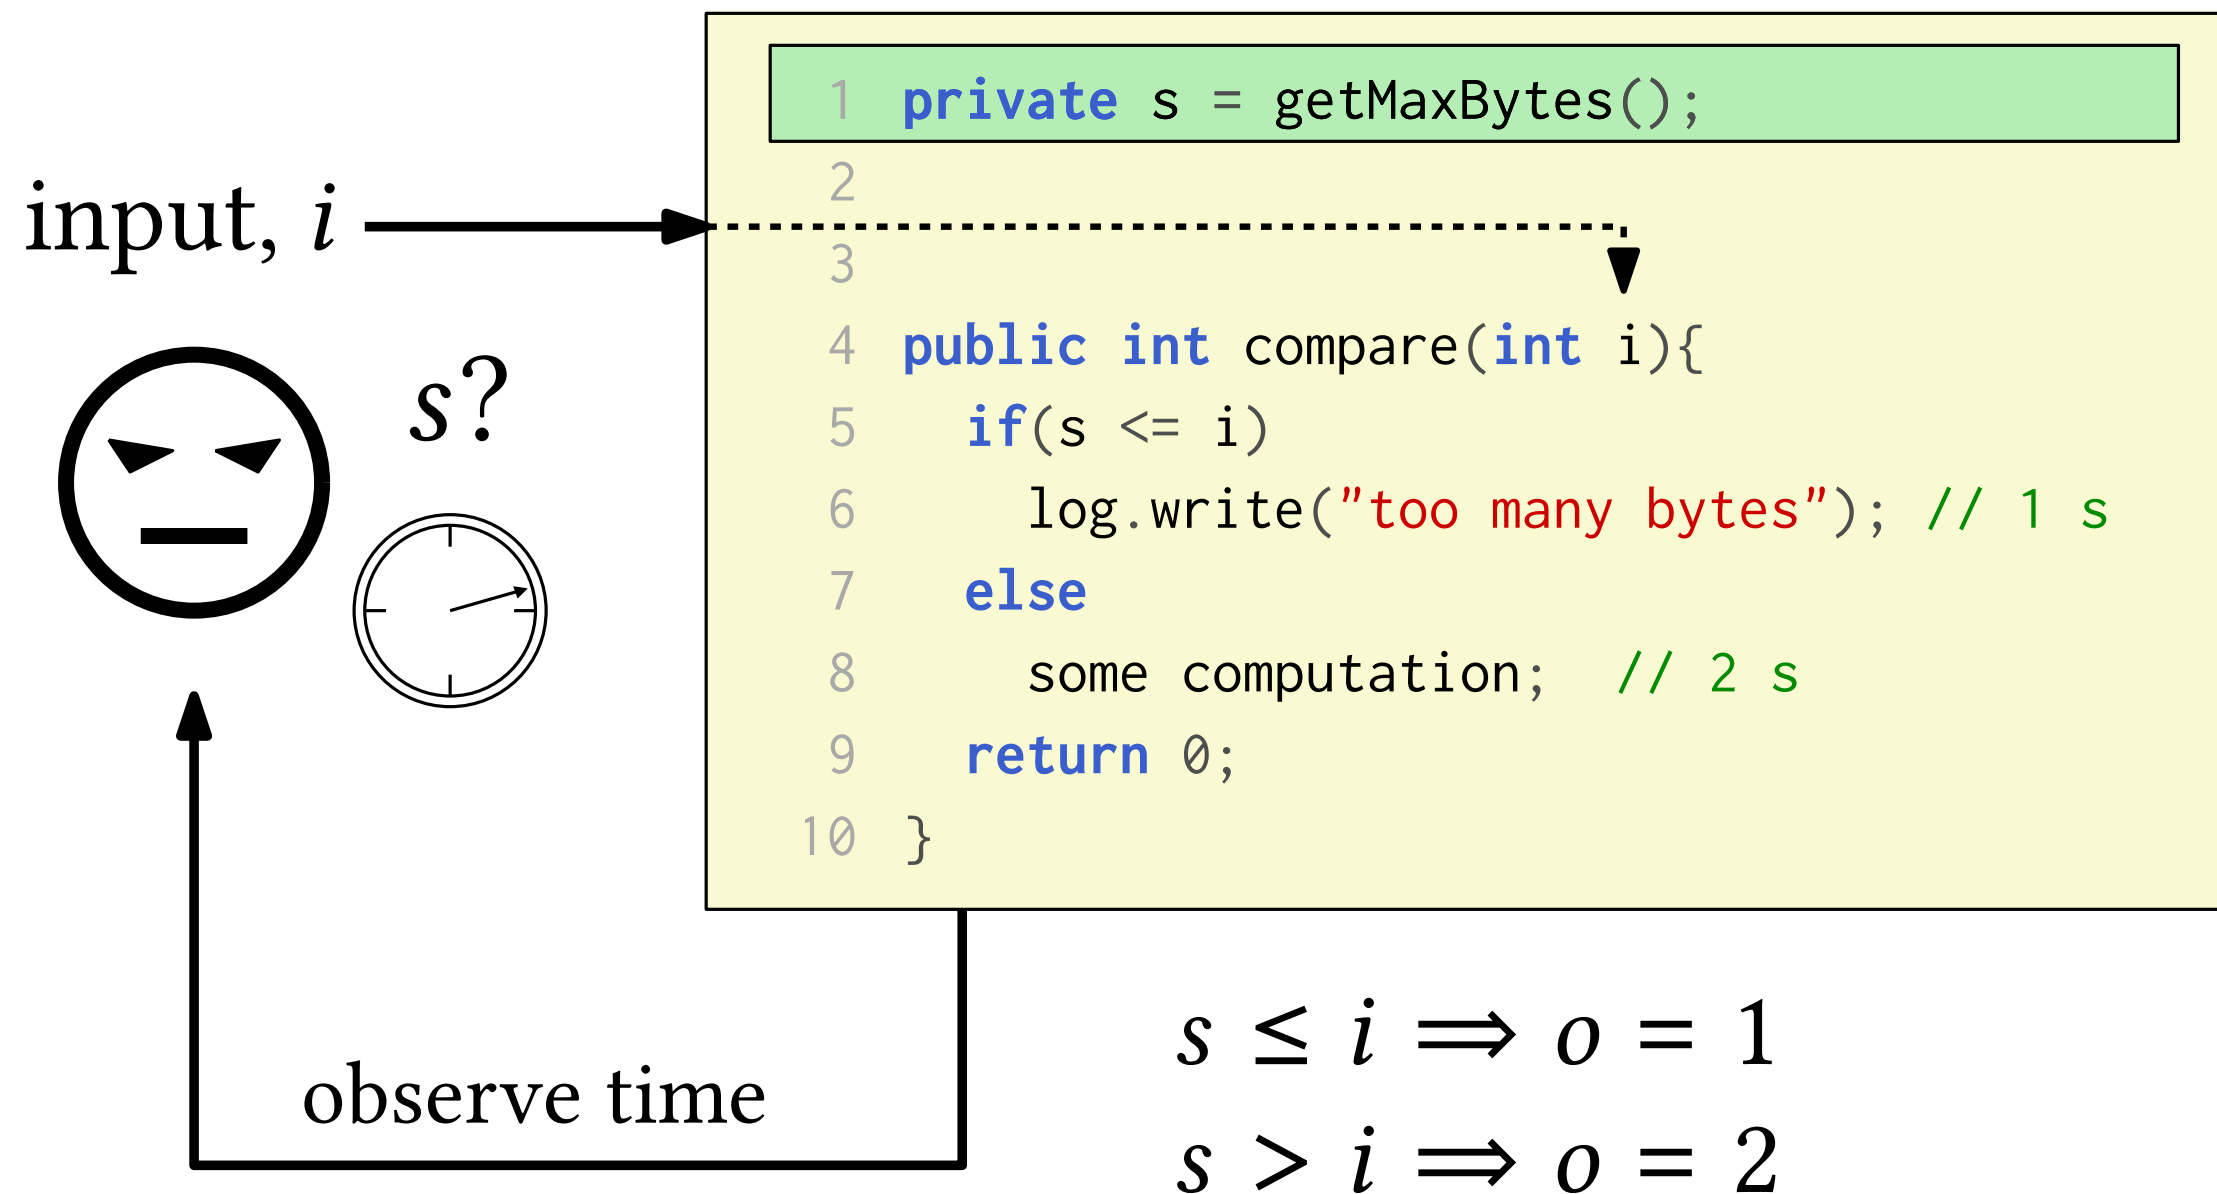 1 private s = getMaxBytes();
2
input, i
3
4 public int compare(int i){
s?
5 if(s <= i)
6 log.write("too many bytes"); // 1 s
7 else
8 some computation; // 2 s
9 return 0;
10 }
observe time
s ≤ i ⟹ o = 1
s > i ⟹ o = 2